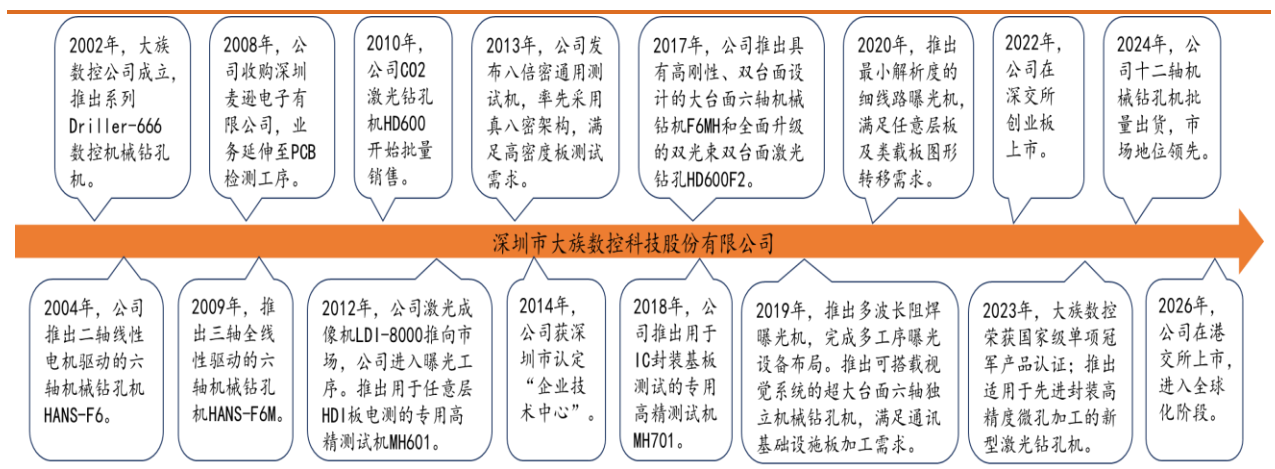 2002年，大族
数控公司成立，
推出系列
Driller-666
数控机械钻孔
机。
2008年，公
司收购深圳
麦逊电子有
限公司，业
务延伸至PCB
检测工序。
2010年，
公司CO2
激光钻孔
机HD600
开始批量
销售。
2013年，公司发
布八倍密通用测
试机，率先采用
真八密架构，满
足高密度板测试
需求。
2017年，公司推出具
有高刚性、双台面设
计的大台面六轴机械
钻机F6MH和全面升级
的双光束双台面激光
钻孔HD600F2。
2020年，推出
最小解析度的
细线路曝光机，
满足任意层板
及类载板图形
转移需求。
2022年，
公司在
深交所
创业板
上市。
2024年，公
司十二轴机
械钻孔机批
量出货，市
场地位领先。
深圳市大族数控科技股份有限公司
2004年，公司
推出二轴线性
电机驱动的六
轴机械钻孔机
HANS-F6。
2009年，推
出三轴全线
性驱动的六
轴机械钻孔
机HANS-F6M。
2012年，公司激光成
像机LDI-8000推向市
场，公司进入曝光工
序。推出用于任意层
HDI板电测的专用高
精测试机MH601。
2014年，
公司获深
圳市认定
“企业技
术中心”。
2018年，公
司推出用于
IC封装基板
测试的专用
高精测试机
MH701。
2019年，推出多波长阻焊
曝光机，完成多工序曝光
设备布局。推出可搭载视
觉系统的超大台面六轴独
立机械钻孔机，满足通讯
基础设施板加工需求。
2023年，大族数控
荣获国家级单项冠
军产品认证；推出
适用于先进封装高
精度微孔加工的新
型激光钻孔机。
2026年，
公司在港
交所上市，
进入全球
化阶段。